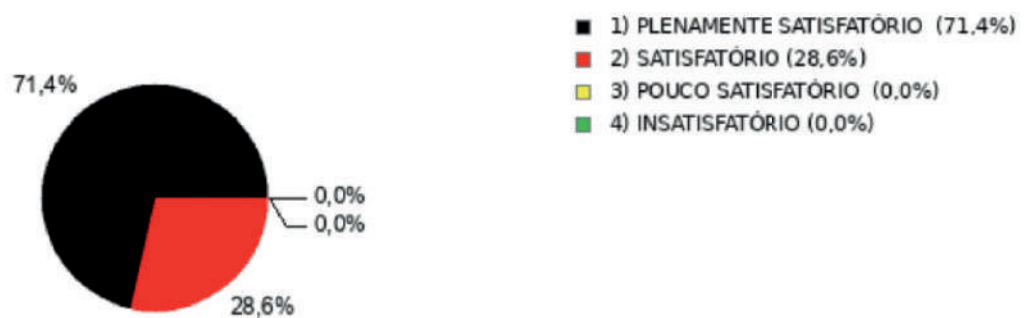 1) PLENAMENTE SATISFATÓRIO (71,4%)
2) SATISFATÓRIO (28,6%)
3) POUCO SATISFATÓRIO (0,0%)
4) INSATISFATÓRIO (0,0%)
71,4%
0,0%
0,0%
28,6%